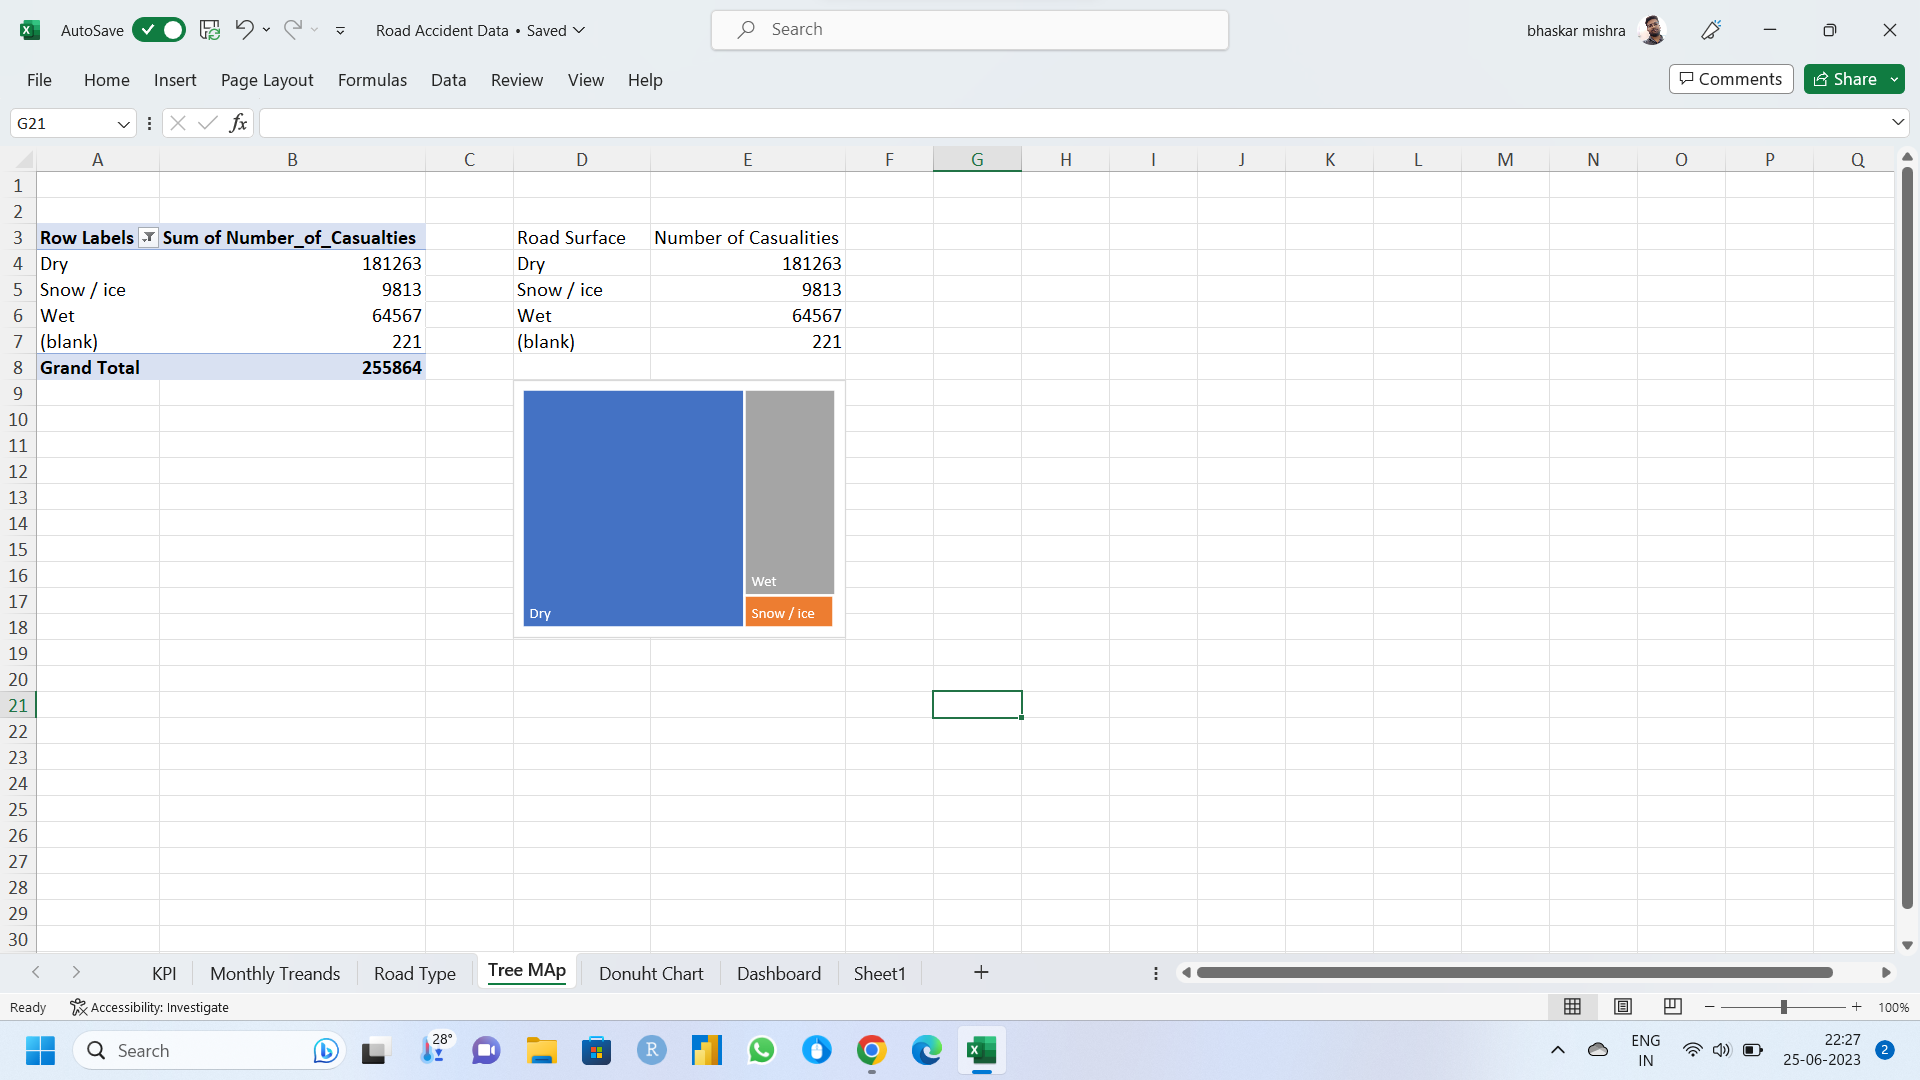 AutoSave Road Accident Data • Saved Search bhaskar mishra
File Home Insert Page Layout Formulas Data Review View Help Comments Share
G21 fx
A B C D E F G H I J K L M N O P Q
1
2
3 Row Labels Sum of Number_of_Casualties Road Surface Number of Casualities
4 Dry 181263 Dry 181263
5 Snow / ice 9813 Snow / ice 9813
6 Wet 64567 Wet 64567
7 (blank) 221 (blank) 221
8 Grand Total 255864
9
10
11
12
13
14
15
16
Wet
17
Dry Snow / ice
18
19
20
21
22
23
24
25
26
27
28
29
30
KPI Monthly Treands Road Type Tree MAp Donuht Chart Dashboard Sheet1
Ready Accessibility: Investigate 100%
Search 28° R ENG 22:27
IN 25-06-2023 2